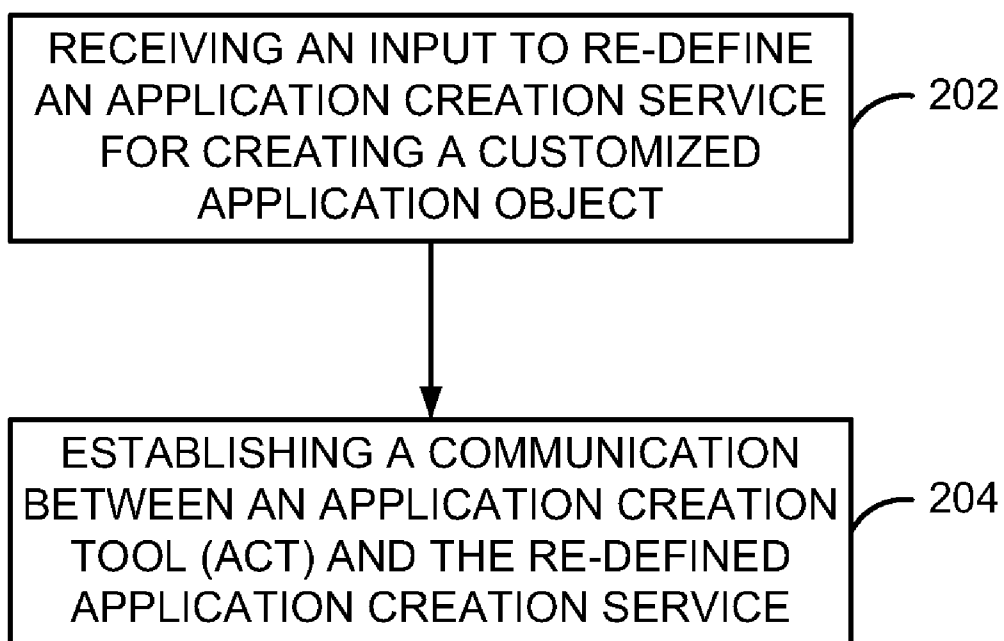 RECEIVING AN INPUT TO RE-DEFINE
AN APPLICATION CREATION SERVICE
FOR CREATING A CUSTOMIZED
APPLICATION OBJECT
202
ESTABLISHING A COMMUNICATION
BETWEEN AN APPLICATION CREATION
TOOL (ACT) AND THE RE-DEFINED
APPLICATION CREATION SERVICE
204